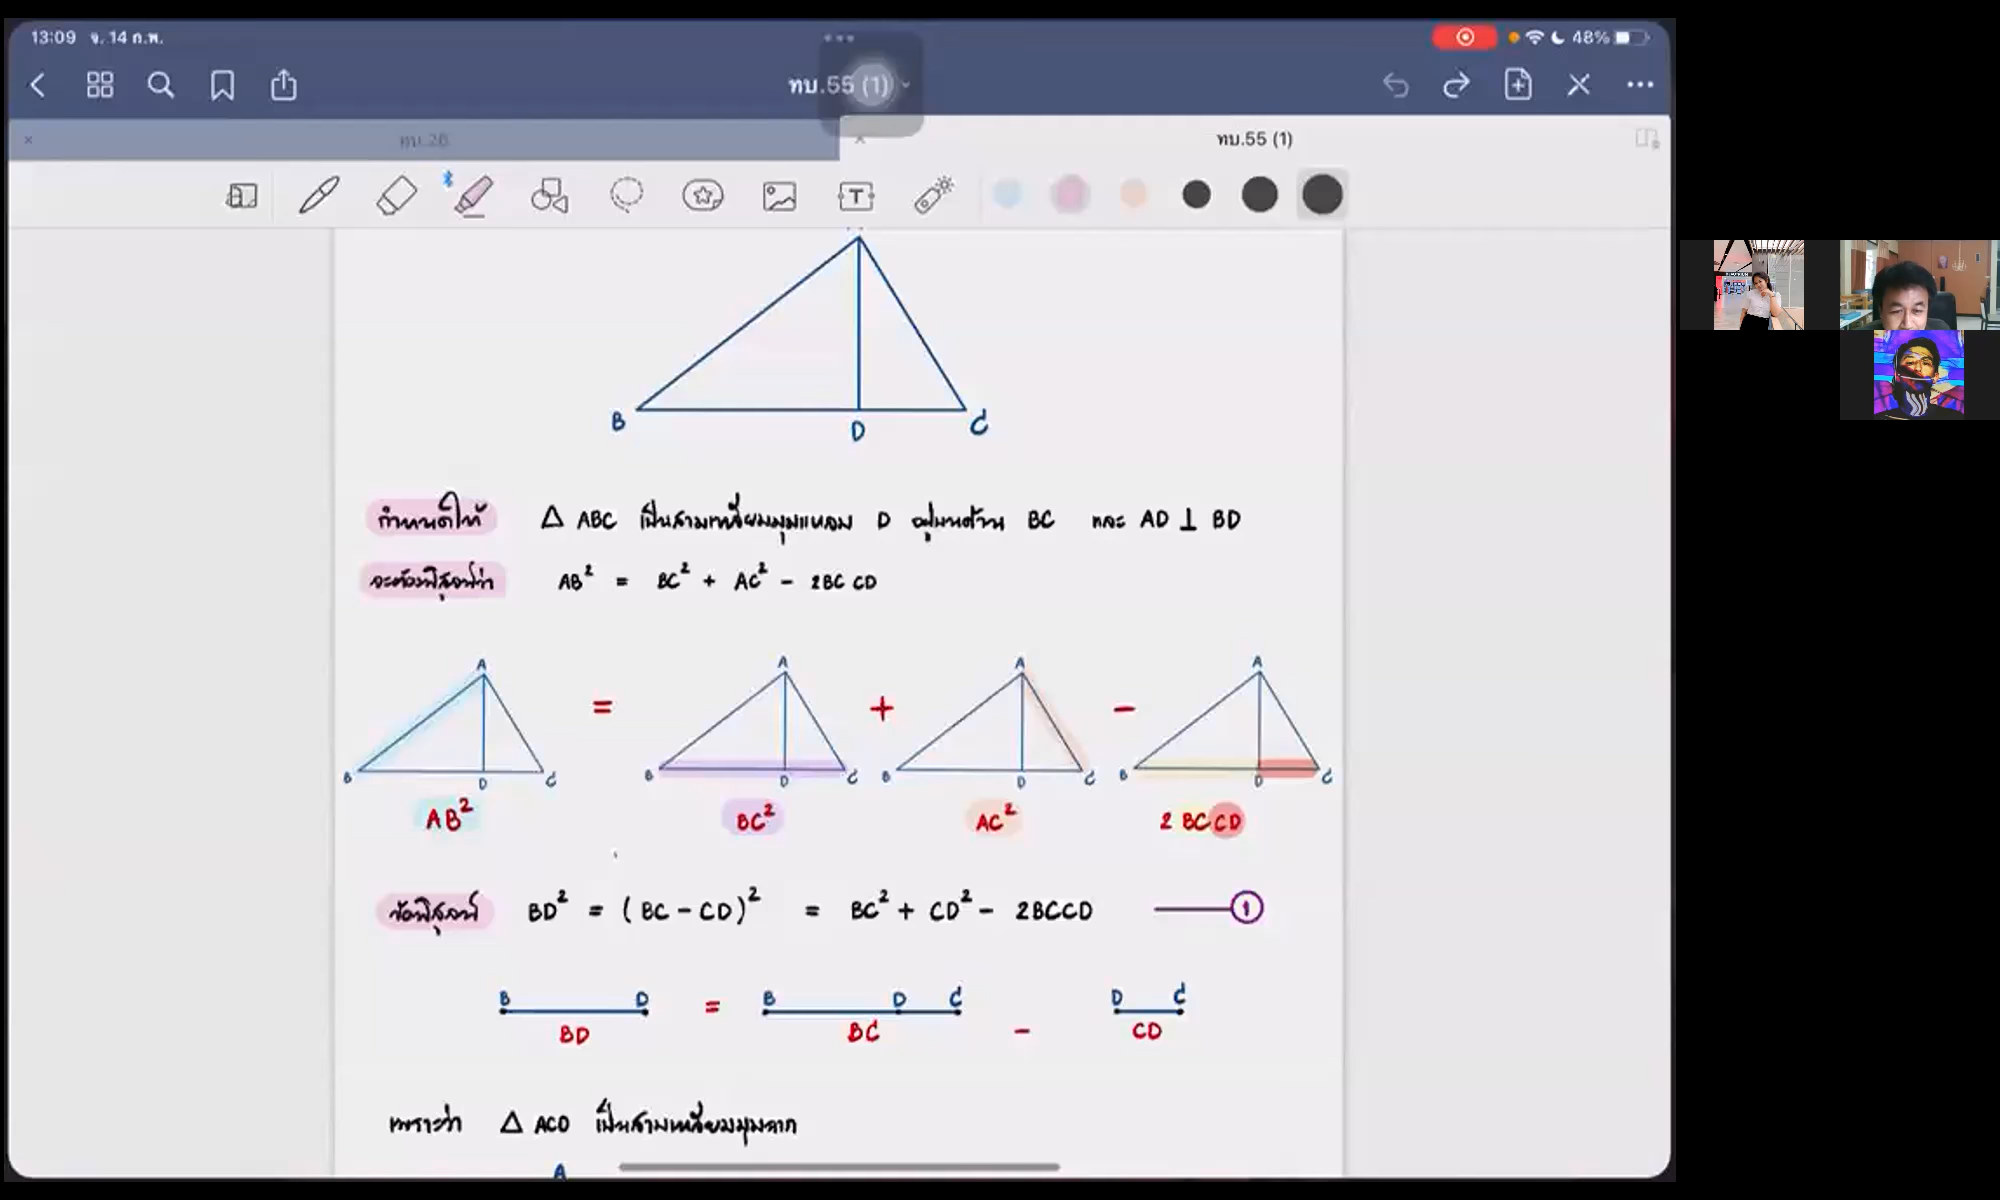 13:09 จ. 14 ก.พ.
48%
ทบ.55 (1)
ทบ.26
ทบ.55 (1)
B
D
C
กำหนดให้ △ ABC เป็นสามเหลี่ยมมุมแหลม D อยู่บนด้าน BC และ AD ⊥ BD
จะต้องพิสูจน์ว่า AB² = BC² + AC² - 2BC CD
A A A A
= + -
B D C B D C B D C B D C
AB² BC² AC² 2 BC CD
ข้อพิสูจน์ BD² = (BC - CD)² = BC² + CD² - 2BCCD ①
B D = B D C D C
BD BC - CD
เพราะว่า △ ACD เป็นสามเหลี่ยมมุมฉาก
A